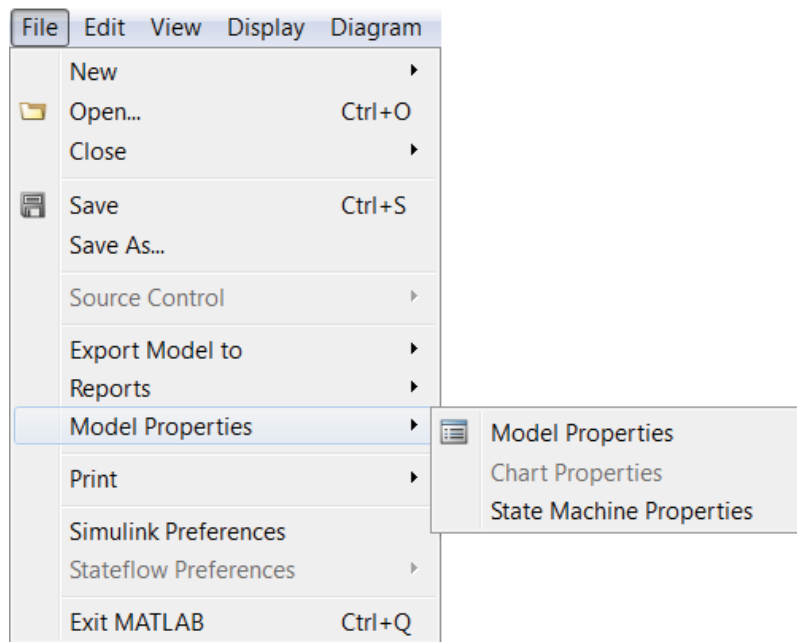 File Edit View Display Diagram
New
Open... Ctrl+O
Close
Save Ctrl+S
Save As...
Source Control
Export Model to
Reports
Model Properties
Model Properties
Chart Properties
State Machine Properties
Print
Simulink Preferences
Stateflow Preferences
Exit MATLAB Ctrl+Q